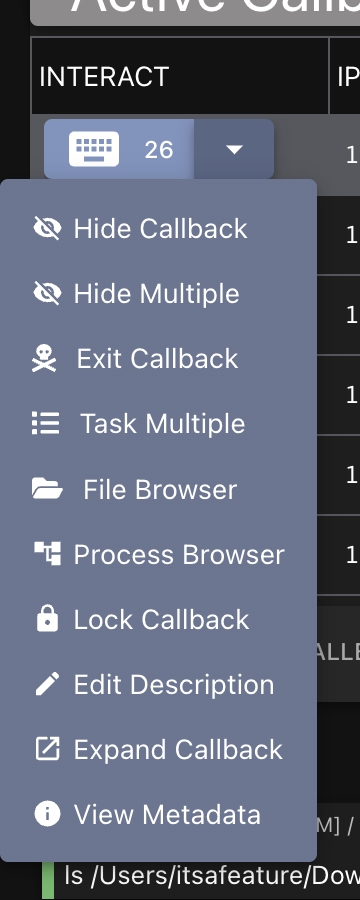 Active Callb
INTERACT
IP
26
1
1
1
1
1
1
Hide Callback
Hide Multiple
Exit Callback
Task Multiple
File Browser
Process Browser
Lock Callback
Edit Description
Expand Callback
View Metadata
ALLE
M] /
ls /Users/itsafeature/Dow